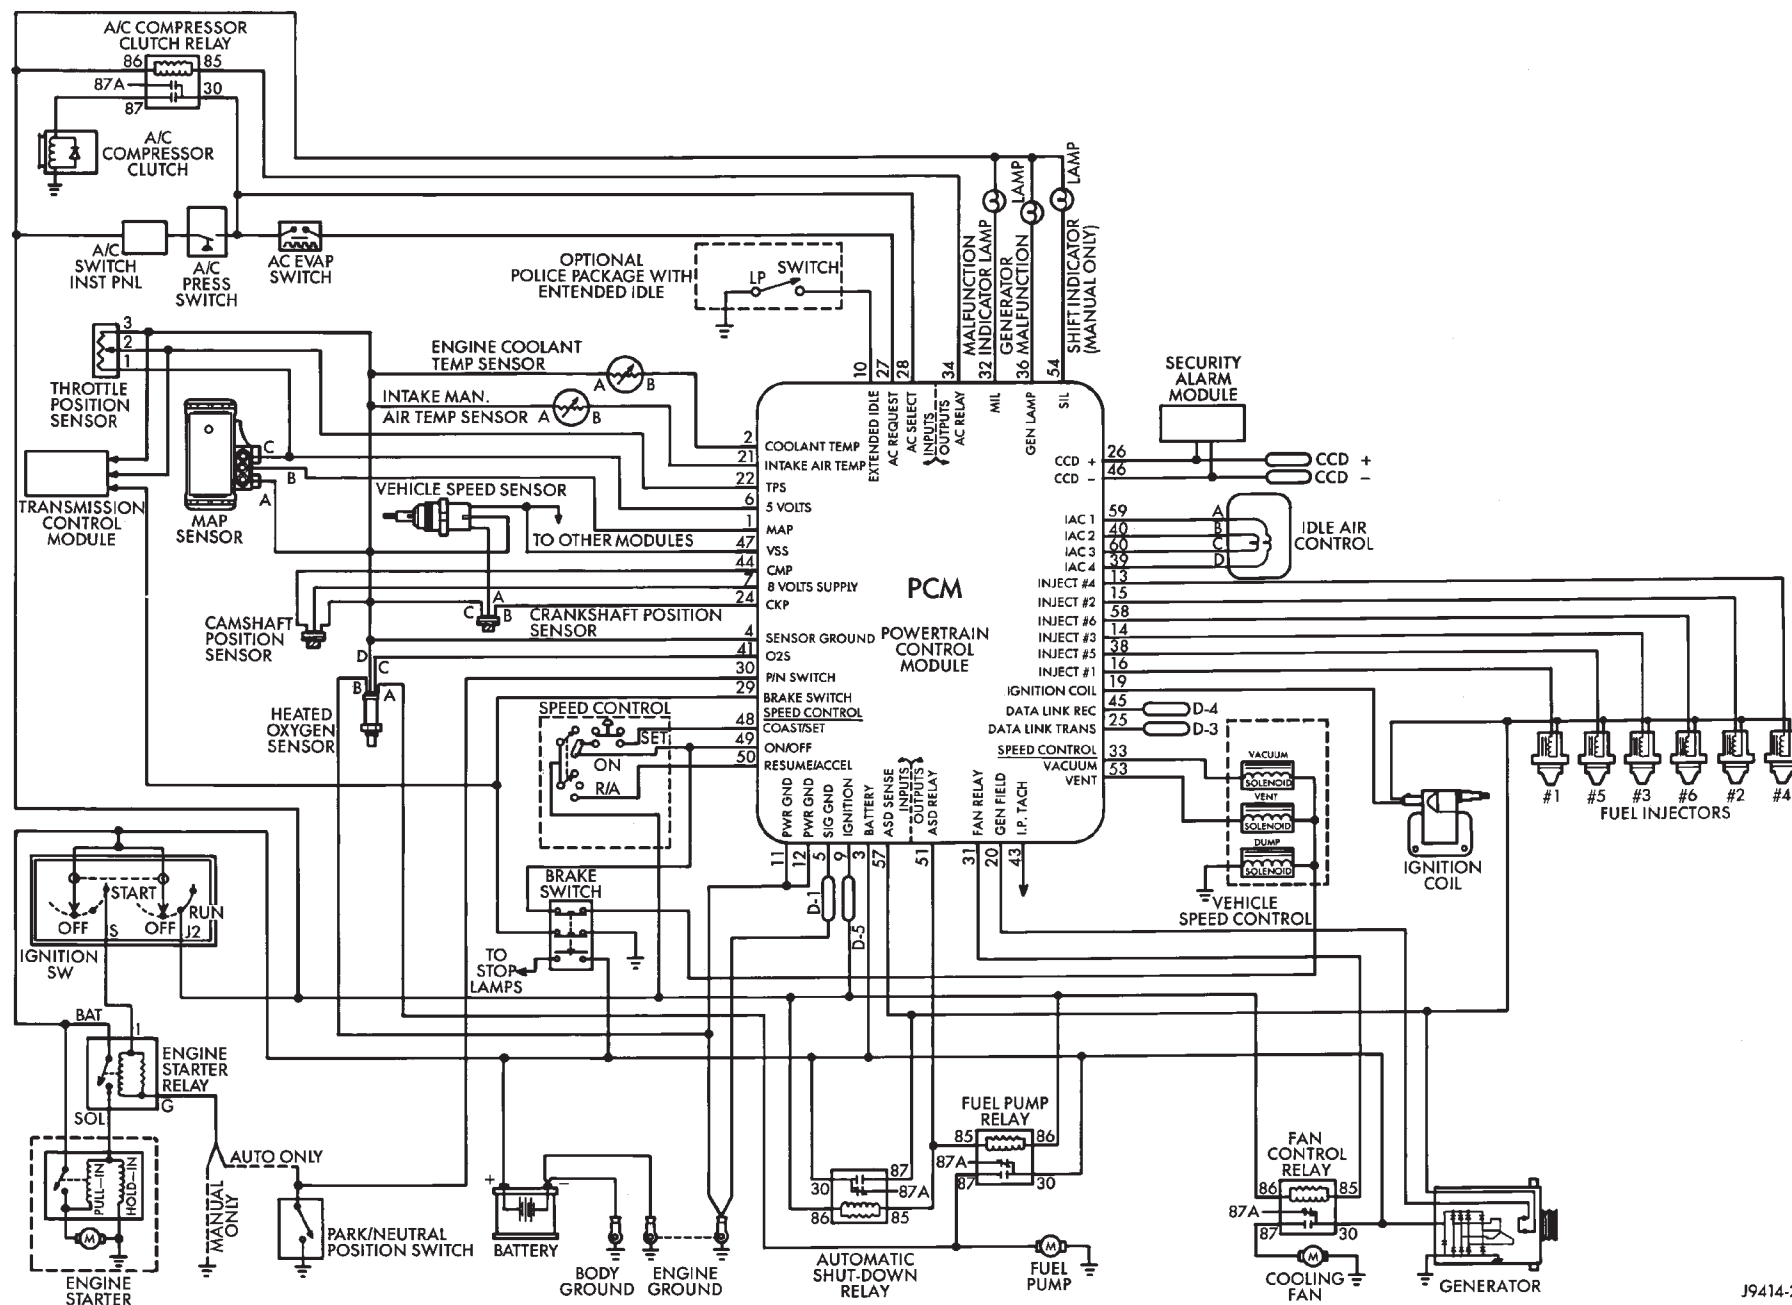 A/C COMPRESSOR
CLUTCH RELAY
86
85
87A
30
87
A/C
COMPRESSOR
CLUTCH
A/C
SWITCH
INST PNL
A/C
PRESS
SWITCH
AC EVAP
SWITCH
OPTIONAL
POLICE PACKAGE WITH
ENTENDED IDLE
LP
SWITCH
MALFUNCTION
INDICATOR LAMP
GENERATOR
MALFUNCTION
LAMP
SHIFT INDICATOR
(MANUAL ONLY)
LAMP
3
2
1
THROTTLE
POSITION
SENSOR
ENGINE COOLANT
TEMP SENSOR
A
B
INTAKE MAN.
AIR TEMP SENSOR
A
B
TRANSMISSION
CONTROL
MODULE
C
B
A
MAP
SENSOR
VEHICLE SPEED SENSOR
TO OTHER MODULES
CAMSHAFT
POSITION
SENSOR
C
A
B
CRANKSHAFT POSITION
SENSOR
D
C
B
A
HEATED
OXYGEN
SENSOR
10
27
28
34
32
36
54
EXTENDED IDLE
AC REQUEST
AC SELECT
INPUTS
OUTPUTS
AC RELAY
MIL
GEN LAMP
SIL
2
COOLANT TEMP
21
INTAKE AIR TEMP
22
TPS
6
5 VOLTS
1
MAP
47
VSS
44
CMP
7
8 VOLTS SUPPLY
24
CKP
4
SENSOR GROUND
41
O2S
30
P/N SWITCH
29
BRAKE SWITCH
SPEED CONTROL
48
COAST/SET
49
ON/OFF
50
RESUME/ACCEL
PCM
POWERTRAIN
CONTROL
MODULE
SECURITY
ALARM
MODULE
CCD +
26
CCD +
CCD -
46
CCD -
IAC 1
59
A
IAC 2
40
B
IAC 3
60
C
IAC 4
39
D
IDLE AIR
CONTROL
INJECT #4
13
INJECT #2
15
INJECT #6
58
INJECT #3
14
INJECT #5
38
INJECT #1
16
IGNITION COIL
19
DATA LINK REC
45
D-4
DATA LINK TRANS
25
D-3
SPEED CONTROL
33
VACUUM
53
VENT
SPEED CONTROL
SET
ON
R/A
PWR GND
PWR GND
SIG GND
IGNITION
BATTERY
ASD SENSE
INPUTS
OUTPUTS
ASD RELAY
FAN RELAY
GEN FIELD
I.P. TACH
11
12
5
9
3
57
51
31
20
43
D-1
D-5
VACUUM
SOLENOID
VENT
SOLENOID
DUMP
SOLENOID
VEHICLE
SPEED CONTROL
#1
#5
#3
#6
#2
#4
FUEL INJECTORS
IGNITION
COIL
BRAKE
SWITCH
TO
STOP
LAMPS
START
RUN
OFF
S
OFF
J2
IGNITION
SW
BAT
I
ENGINE
STARTER
RELAY
SOL
G
PULL-IN
HOLD-IN
M
ENGINE
STARTER
AUTO ONLY
MANUAL
ONLY
PARK/NEUTRAL
POSITION SWITCH
+
-
BATTERY
BODY
GROUND
ENGINE
GROUND
87
30
87A
86
85
AUTOMATIC
SHUT-DOWN
RELAY
FUEL PUMP
RELAY
85
86
87A
87
30
M
FUEL
PUMP
FAN
CONTROL
RELAY
86
85
87A
87
30
M
COOLING
FAN
GENERATOR